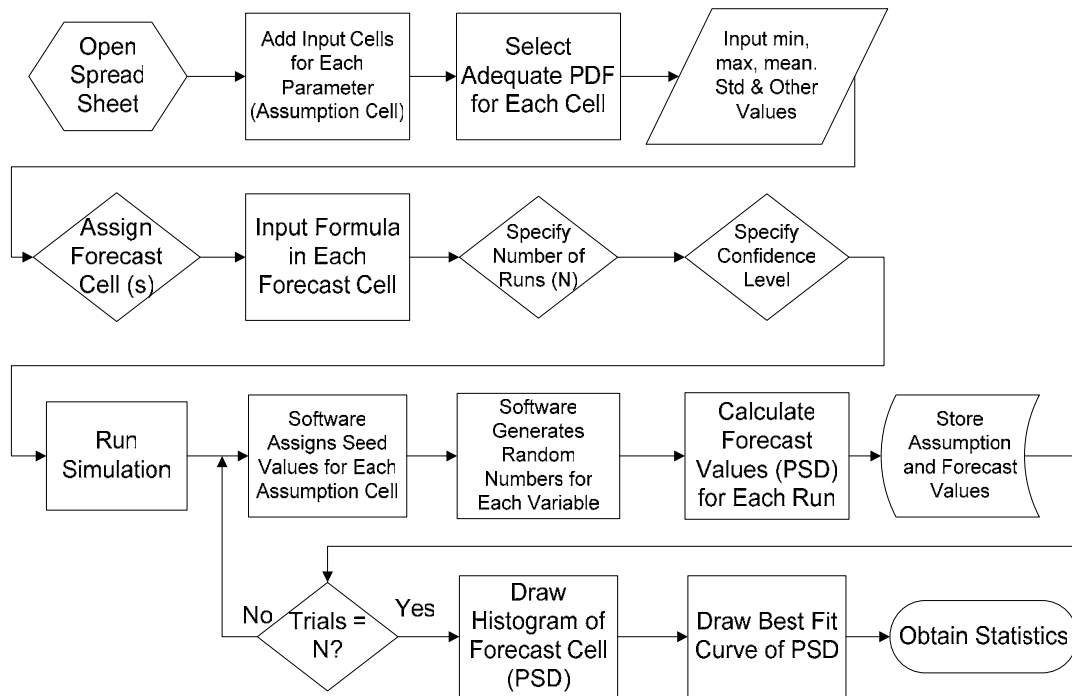 Open
Spread
Sheet
Add Input Cells
for Each
Parameter
(Assumption Cell)
Select
Adequate PDF
for Each Cell
Input min,
max, mean.
Std & Other
Values
Assign
Forecast
Cell (s)
Input Formula
in Each
Forecast Cell
Specify
Number of
Runs (N)
Specify
Confidence
Level
Run
Simulation
Software
Assigns Seed
Values for Each
Assumption Cell
Software
Generates
Random
Numbers for
Each Variable
Calculate
Forecast
Values (PSD)
for Each Run
Store
Assumption
and Forecast
Values
No
Trials =
N?
Yes
Draw
Histogram of
Forecast Cell
(PSD)
Draw Best Fit
Curve of PSD
Obtain Statistics